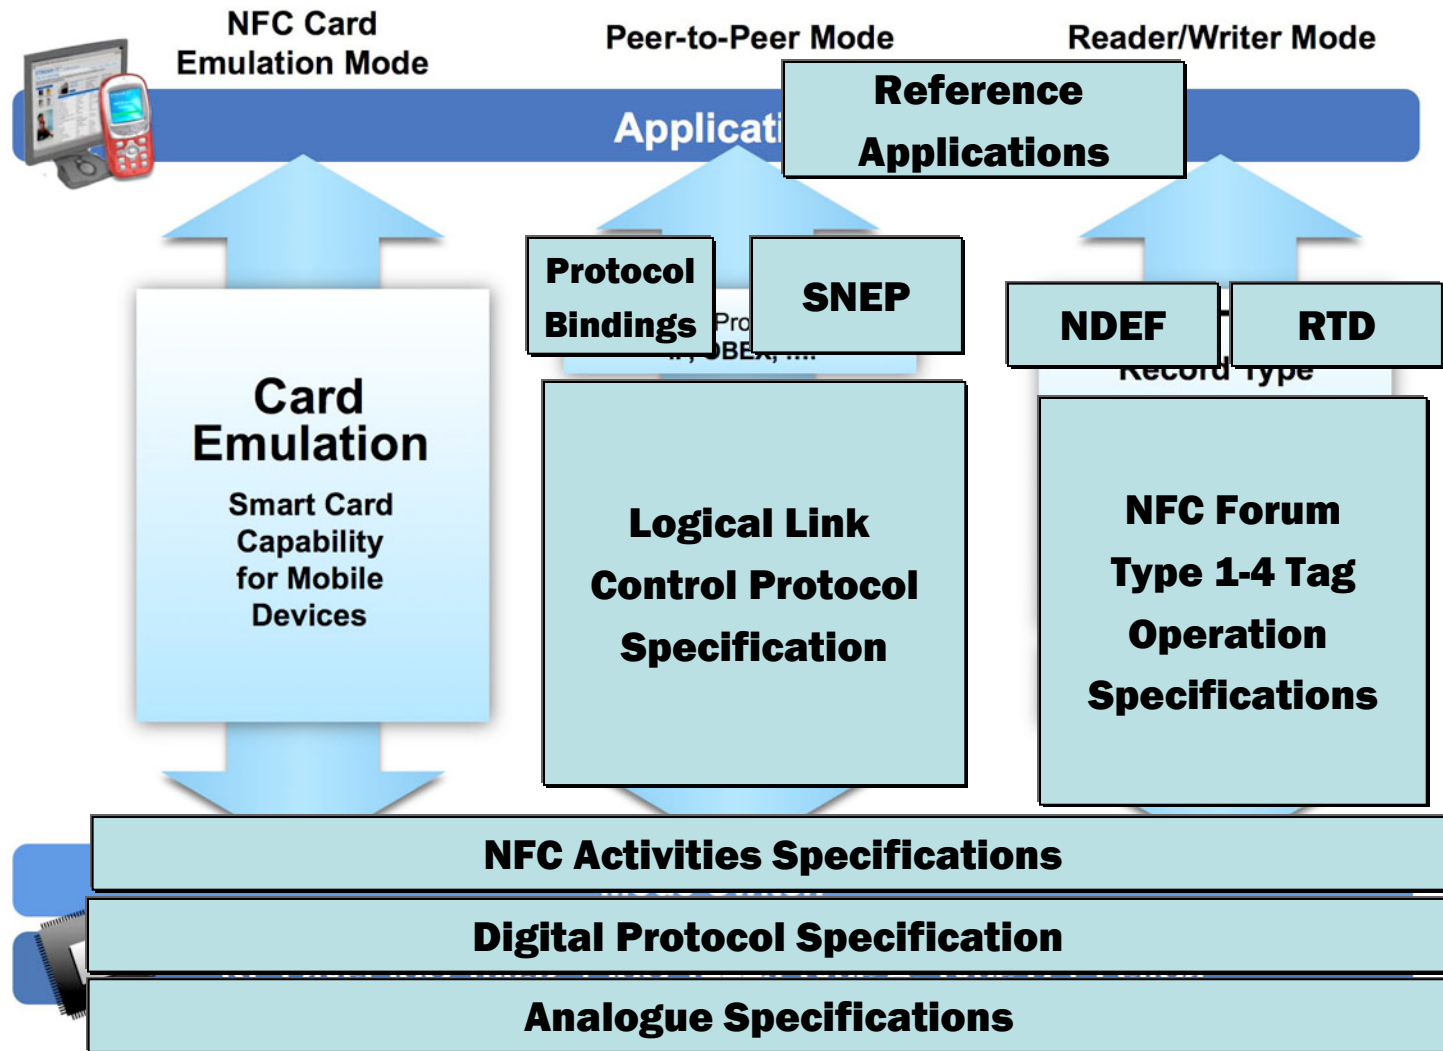 NFC Card
Emulation Mode
Peer-to-Peer Mode
Reader/Writer Mode
Reference
Applications
Protocol
Bindings
SNEP
NDEF
RTD
Record Type
Card
Emulation
Smart Card
Capability
for Mobile
Devices
Logical Link
Control Protocol
Specification
NFC Forum
Type 1-4 Tag
Operation
Specifications
NFC Activities Specifications
Digital Protocol Specification
Analogue Specifications